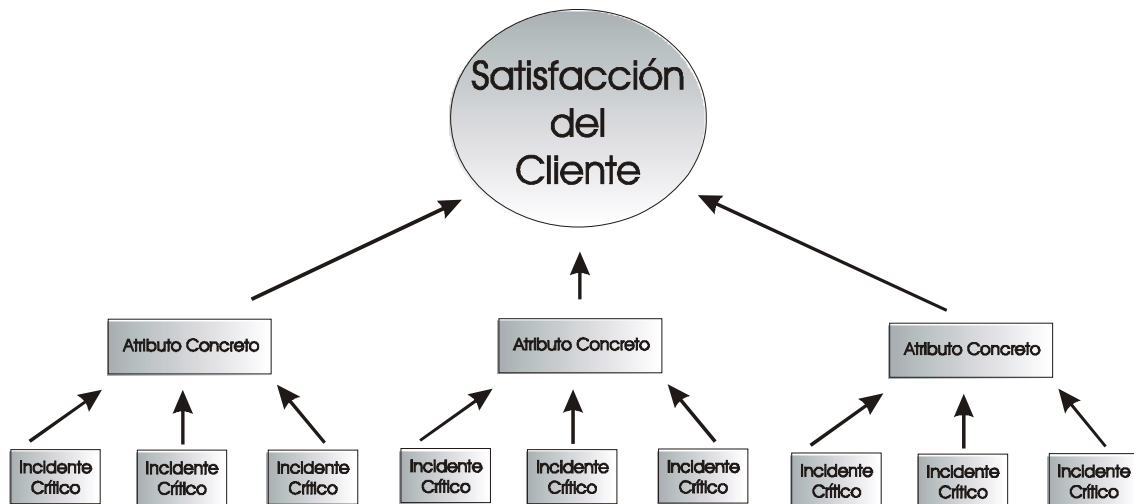 Satisfacción
del
Cliente
Atributo Concreto
Atributo Concreto
Atributo Concreto
Incidente
Crítico
Incidente
Crítico
Incidente
Crítico
Incidente
Crítico
Incidente
Crítico
Incidente
Crítico
Incidente
Crítico
Incidente
Crítico
Incidente
Crítico